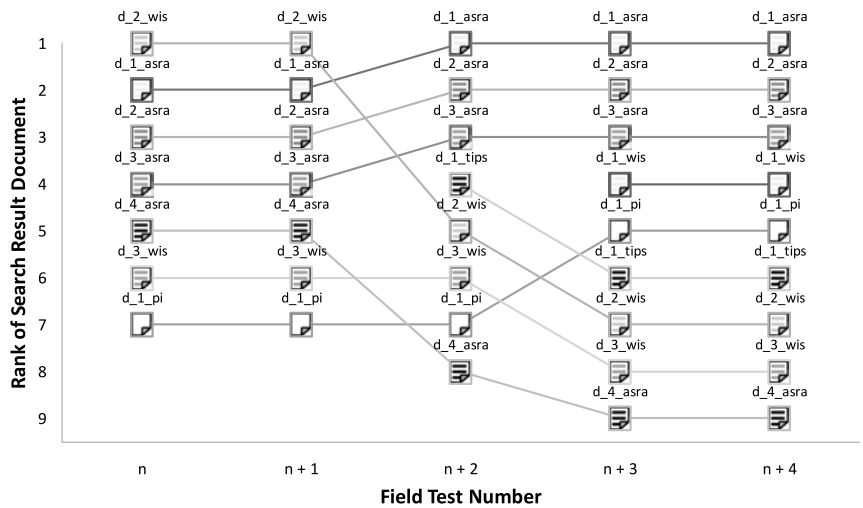 d_2_wis d_2_wis d_1_asra d_1_asra d_1_asra
1
d_1_asra d_1_asra d_2_asra d_2_asra d_2_asra
2
d_2_asra d_2_asra d_3_asra d_3_asra d_3_asra
3
d_3_asra d_3_asra d_1_tips d_1_wis d_1_wis
4
d_4_asra d_4_asra d_2_wis d_1_pi d_1_pi
5
d_3_wis d_3_wis d_3_wis d_1_tips d_1_tips
6
d_1_pi d_1_pi d_1_pi d_2_wis d_2_wis
7
d_4_asra d_3_wis d_3_wis
8
d_4_asra d_4_asra
9
Rank of Search Result Document
n n + 1 n + 2 n + 3 n + 4
Field Test Number